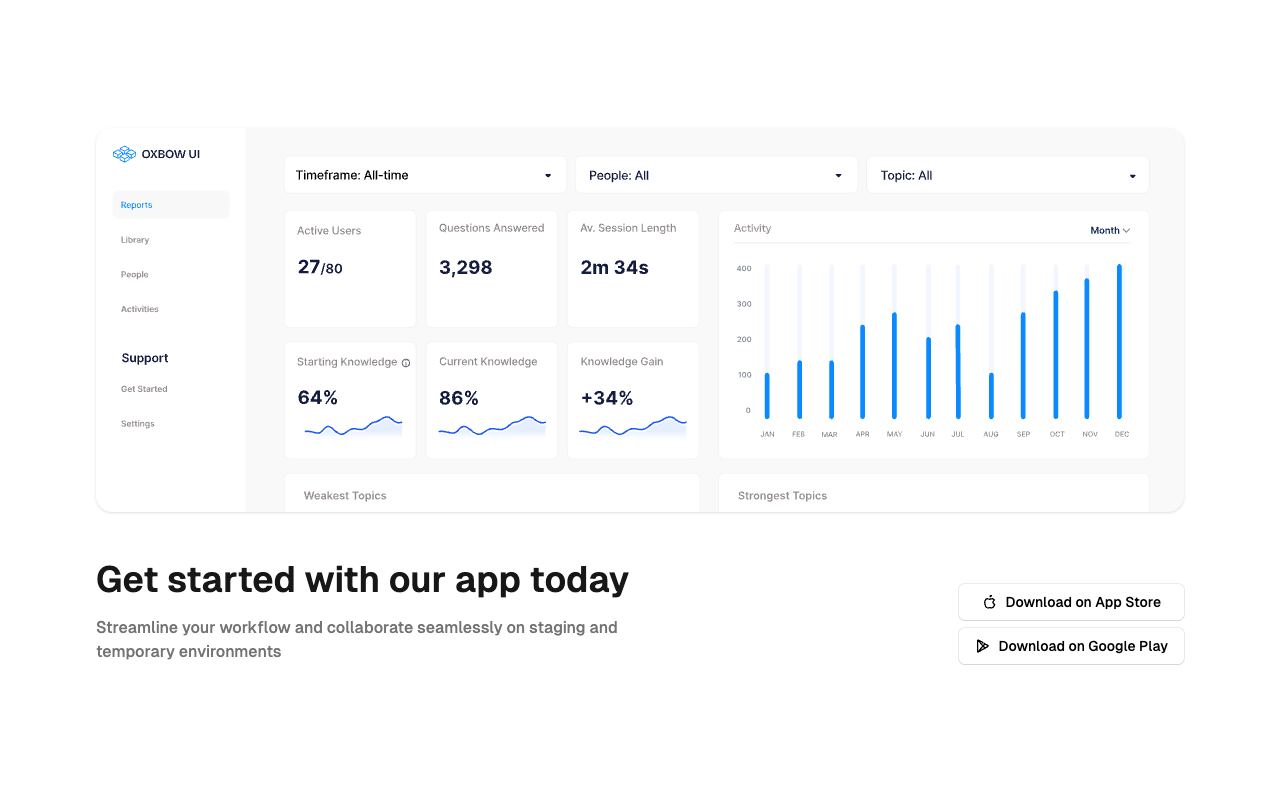 OXBOW UI
Reports
Library
People
Activities
Support
Get Started
Settings
Timeframe: All-time
People: All
Topic: All
Active Users
27/80
Questions Answered
3,298
Av. Session Length
2m 34s
Starting Knowledge
64%
Current Knowledge
86%
Knowledge Gain
+34%
Activity
Month
400
300
200
100
0
JAN FEB MAR APR MAY JUN JUL AUG SEP OCT NOV DEC
Weakest Topics
Strongest Topics
Get started with our app today
Streamline your workflow and collaborate seamlessly on staging and
temporary environments
Download on App Store
Download on Google Play